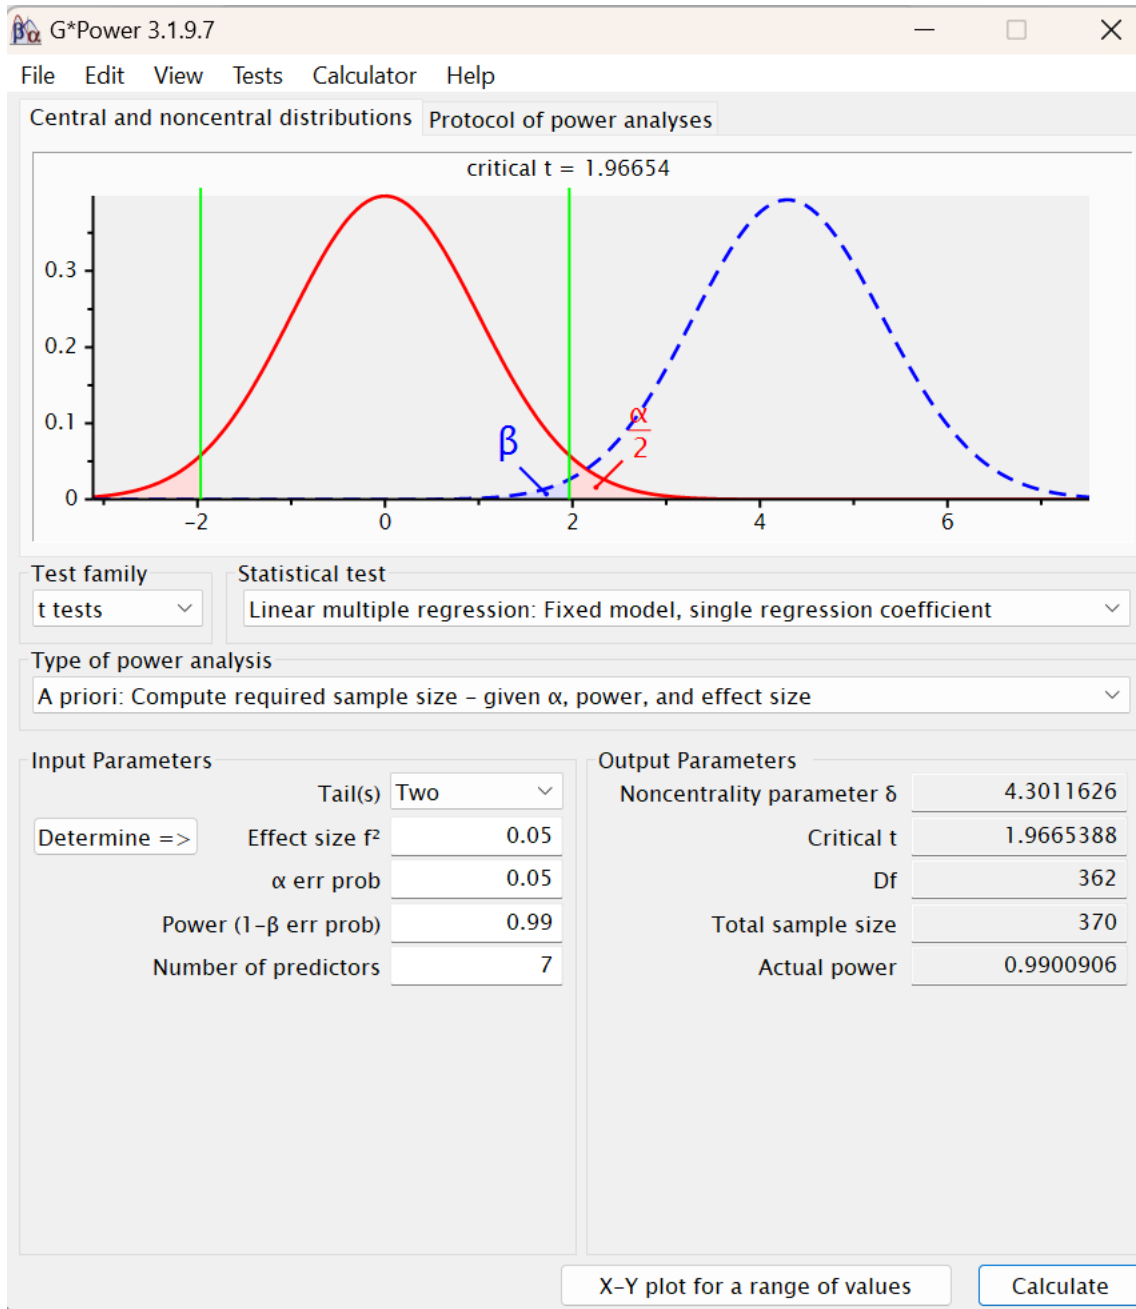 G*Power 3.1.9.7
File Edit View Tests Calculator Help
Central and noncentral distributions Protocol of power analyses
critical t = 1.96654
0.3
0.2
0.1
0
β
α
2
-2 0 2 4 6
Test family
t tests
Statistical test
Linear multiple regression: Fixed model, single regression coefficient
Type of power analysis
A priori: Compute required sample size – given α, power, and effect size
Input Parameters
Tail(s) Two
Determine => Effect size f² 0.05
α err prob 0.05
Power (1–β err prob) 0.99
Number of predictors 7
Output Parameters
Noncentrality parameter δ 4.3011626
Critical t 1.9665388
Df 362
Total sample size 370
Actual power 0.9900906
X–Y plot for a range of values Calculate